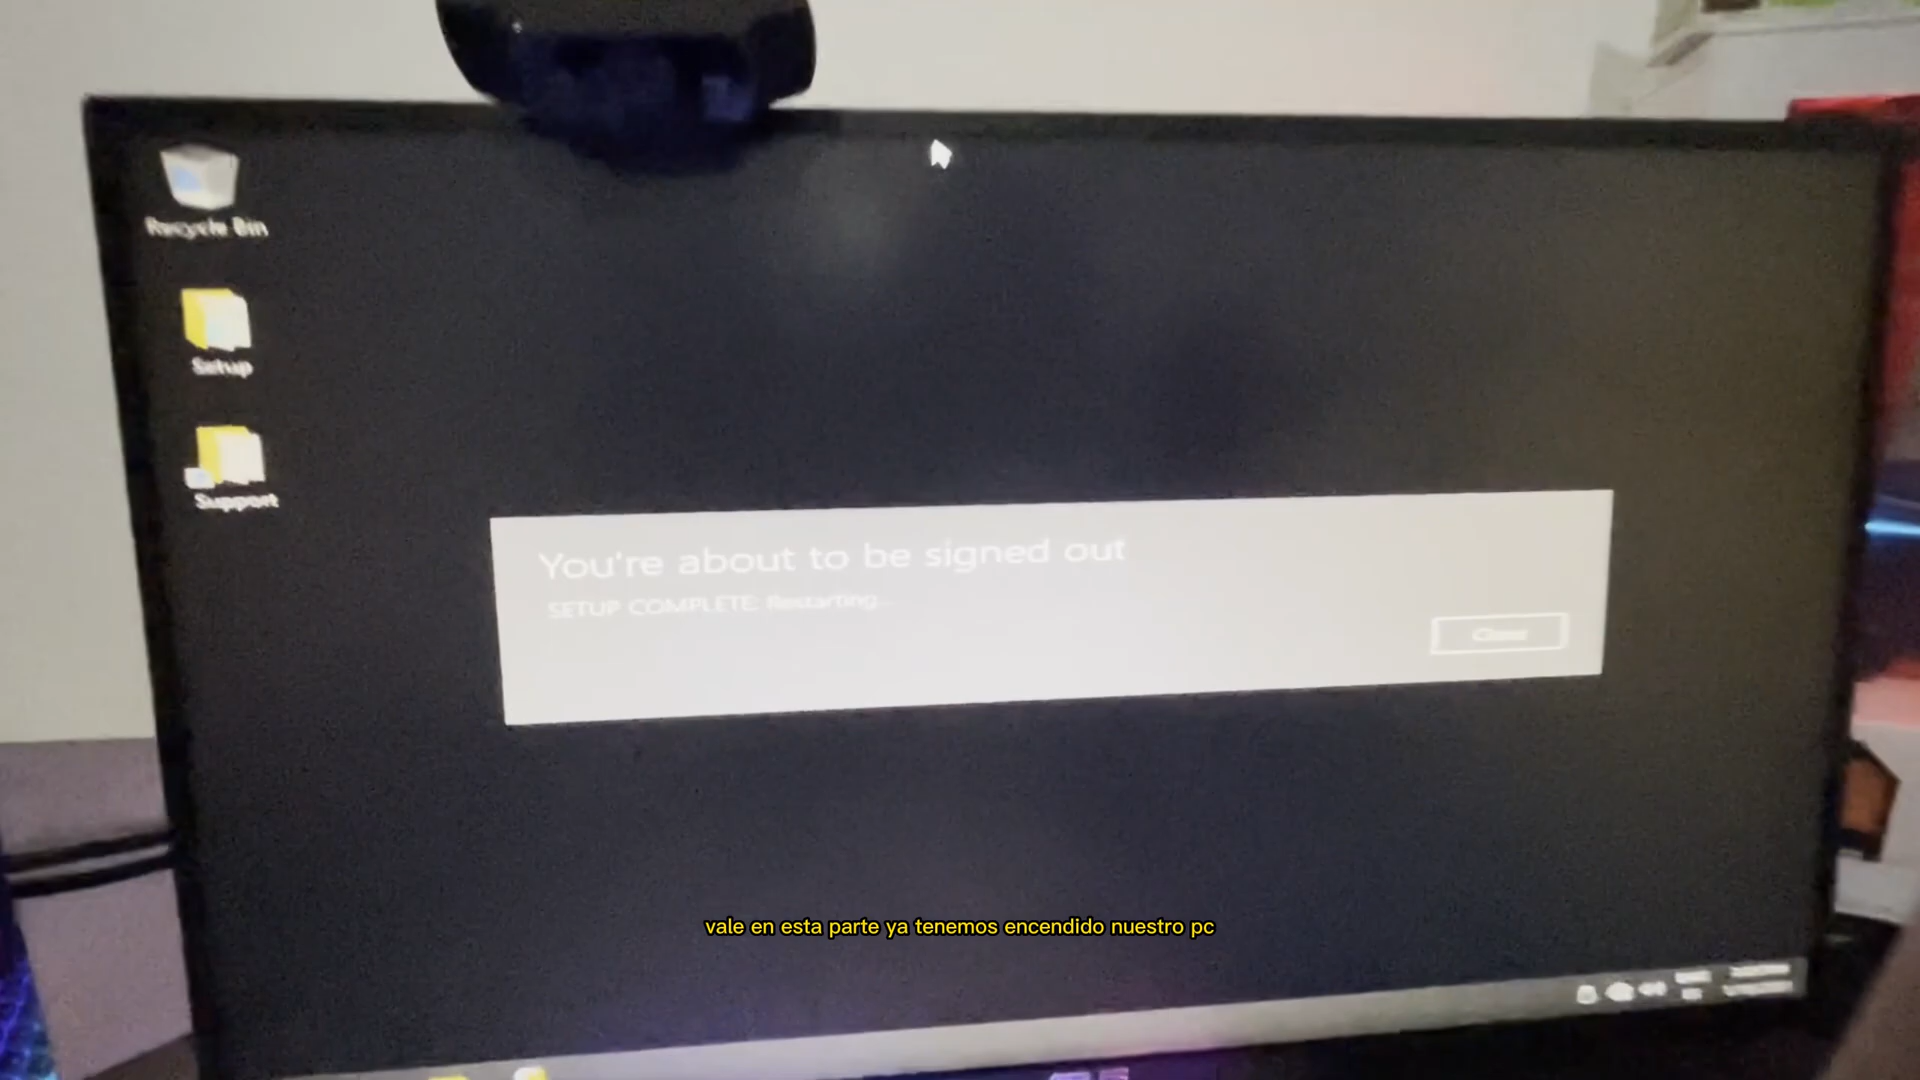 Recycle Bin
Setup
Support
You're about to be signed out
SETUP COMPLETE: Restarting...
Close
vale en esta parte ya tenemos encendido nuestro pc